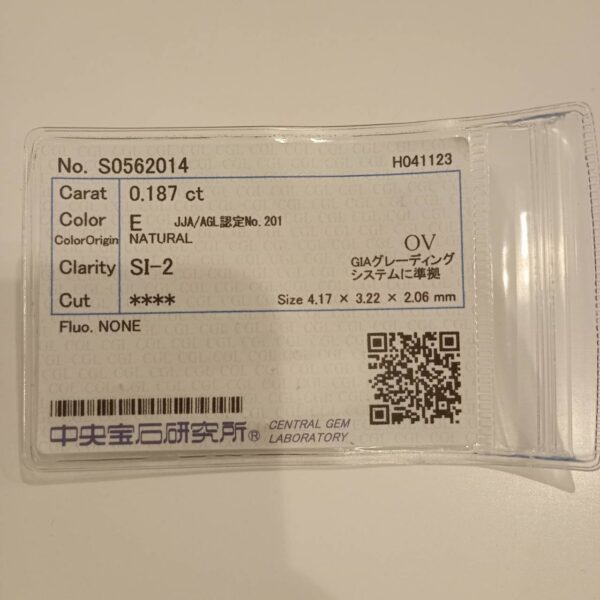 No. S0562014 H041123
Carat 0.187 ct
Color E JJA/AGL認定No.201
ColorOrigin NATURAL
OV
Clarity SI-2 GIAグレーディング
システムに準拠
Cut **** Size 4.17 × 3.22 × 2.06 mm
Fluo. NONE
中央宝石研究所® CENTRAL GEM
LABORATORY